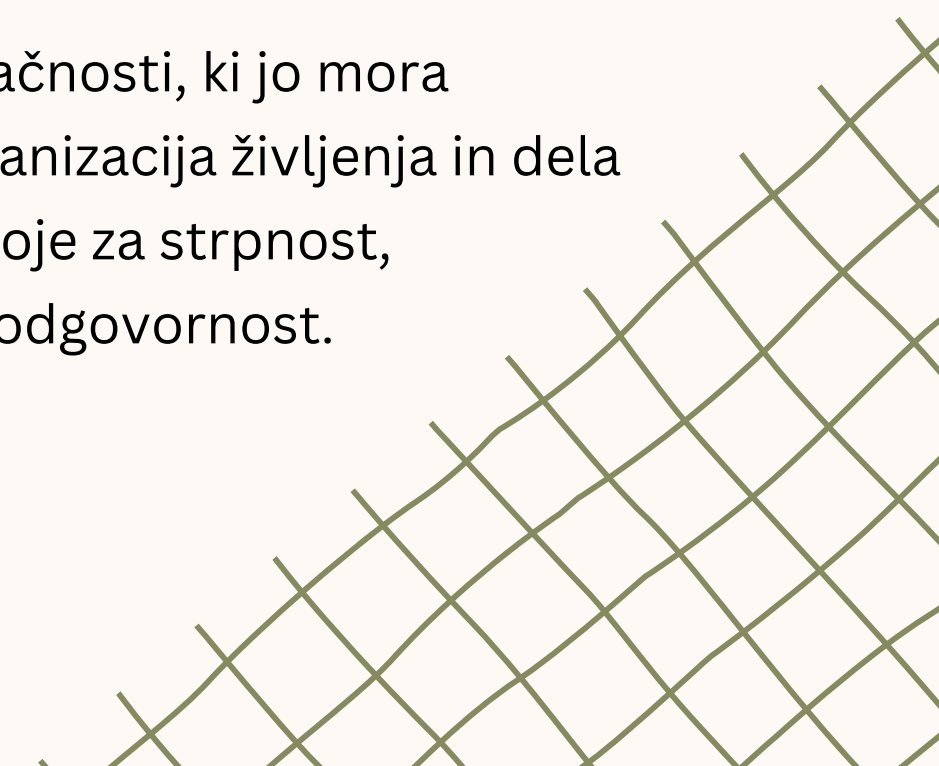 ačnosti, ki jo mora
anizacija življenja in dela
oje za strpnost,
odgovornost.